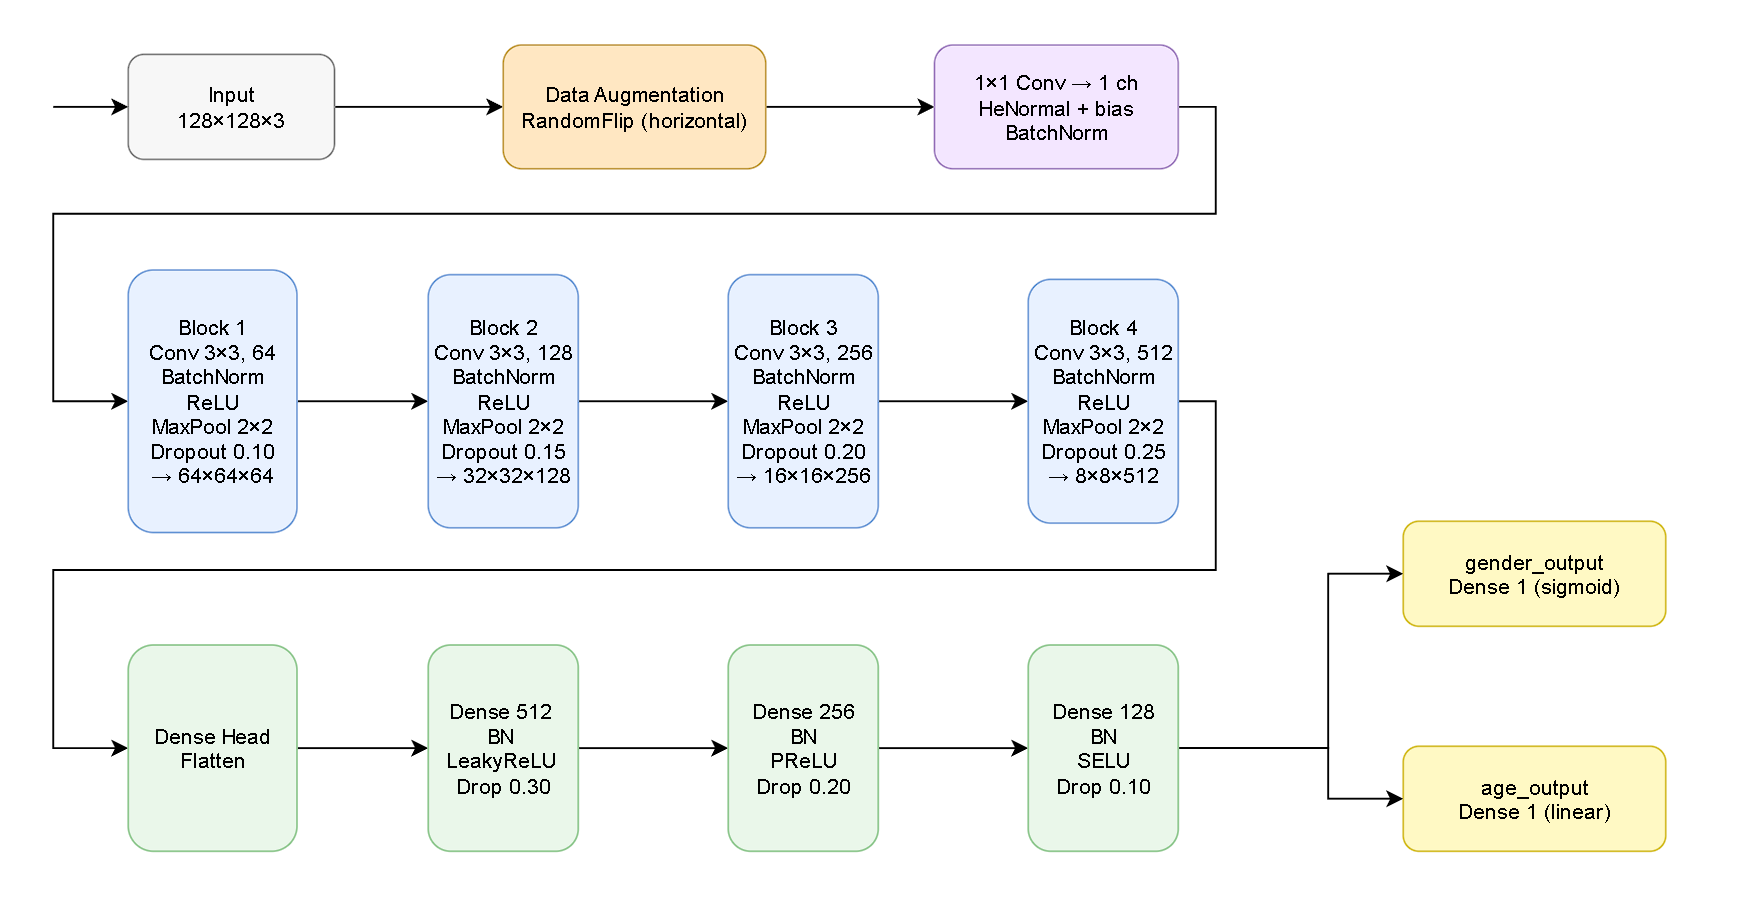 Input
128×128×3
Data Augmentation
RandomFlip (horizontal)
1×1 Conv → 1 ch
HeNormal + bias
BatchNorm
Block 1
Conv 3×3, 64
BatchNorm
ReLU
MaxPool 2×2
Dropout 0.10
→ 64×64×64
Block 2
Conv 3×3, 128
BatchNorm
ReLU
MaxPool 2×2
Dropout 0.15
→ 32×32×128
Block 3
Conv 3×3, 256
BatchNorm
ReLU
MaxPool 2×2
Dropout 0.20
→ 16×16×256
Block 4
Conv 3×3, 512
BatchNorm
ReLU
MaxPool 2×2
Dropout 0.25
→ 8×8×512
Dense Head
Flatten
Dense 512
BN
LeakyReLU
Drop 0.30
Dense 256
BN
PReLU
Drop 0.20
Dense 128
BN
SELU
Drop 0.10
gender_output
Dense 1 (sigmoid)
age_output
Dense 1 (linear)